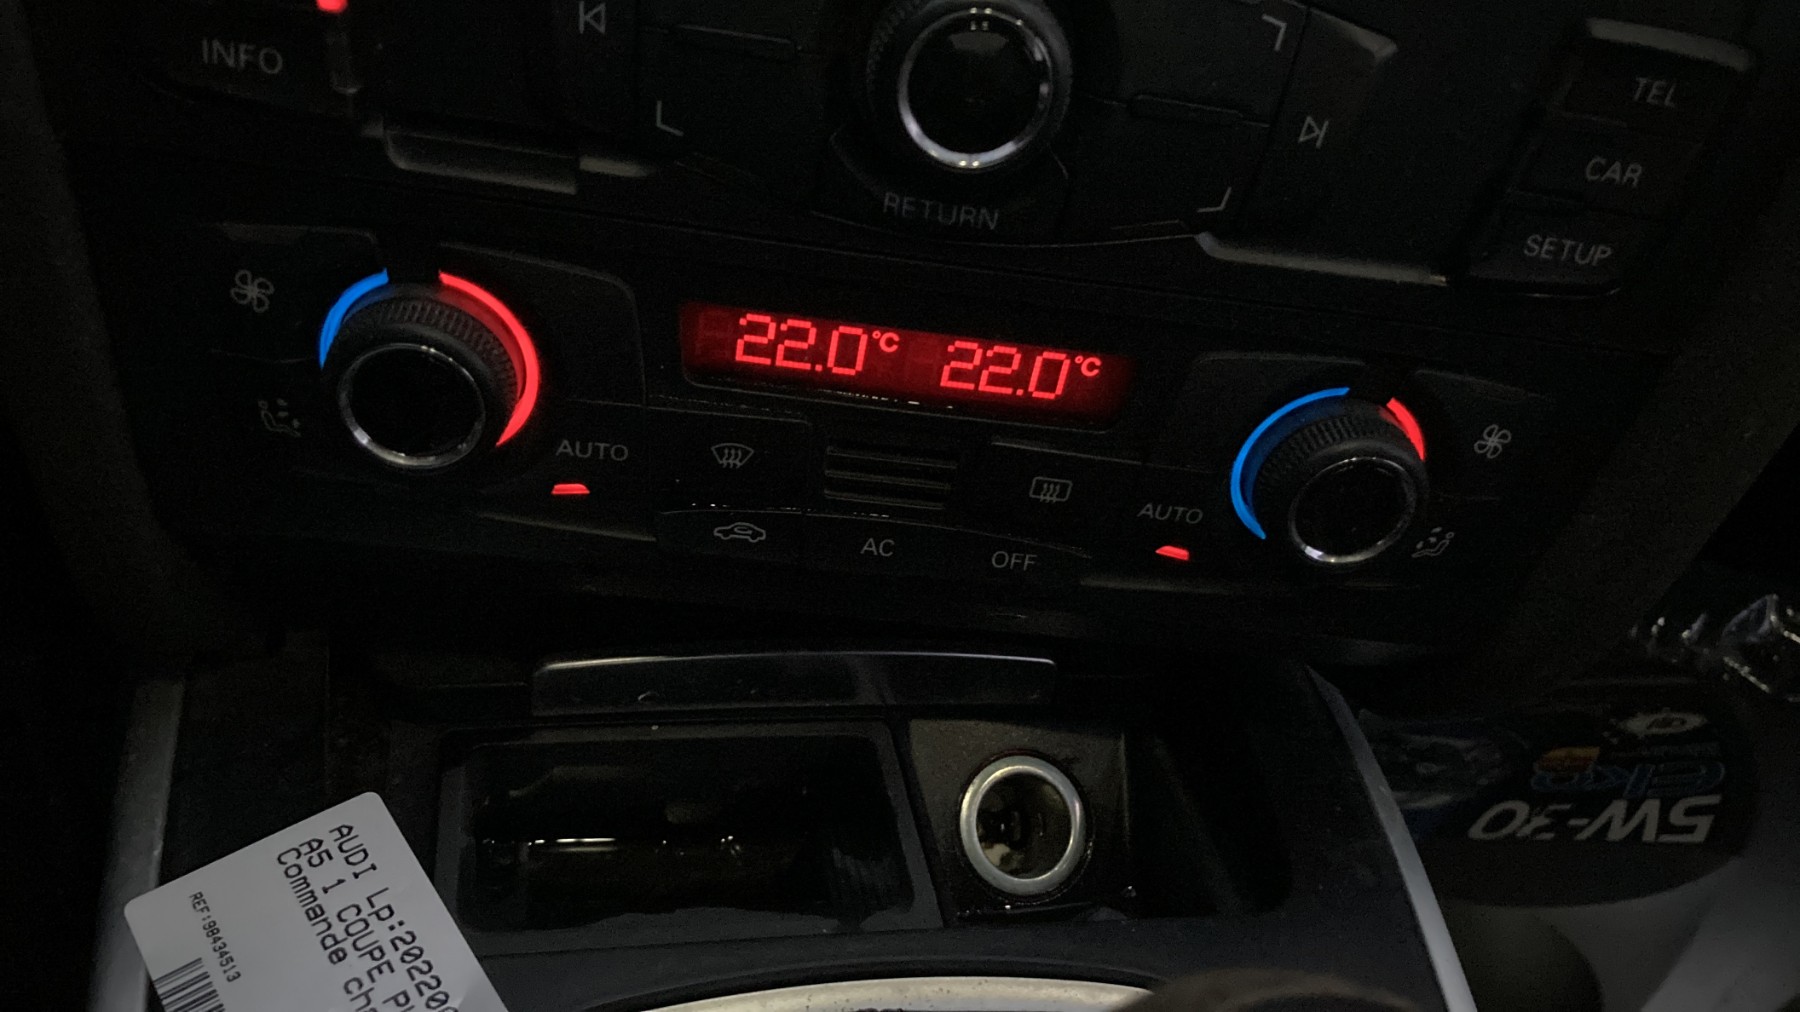 INFO
TEL
CAR
RETURN
SETUP
22.0°C 22.0°C
AUTO
AUTO
AC
OFF
5W-30
AUDI Lp:20220
A5 1 COUPE P
Commande ch
REF:98434513